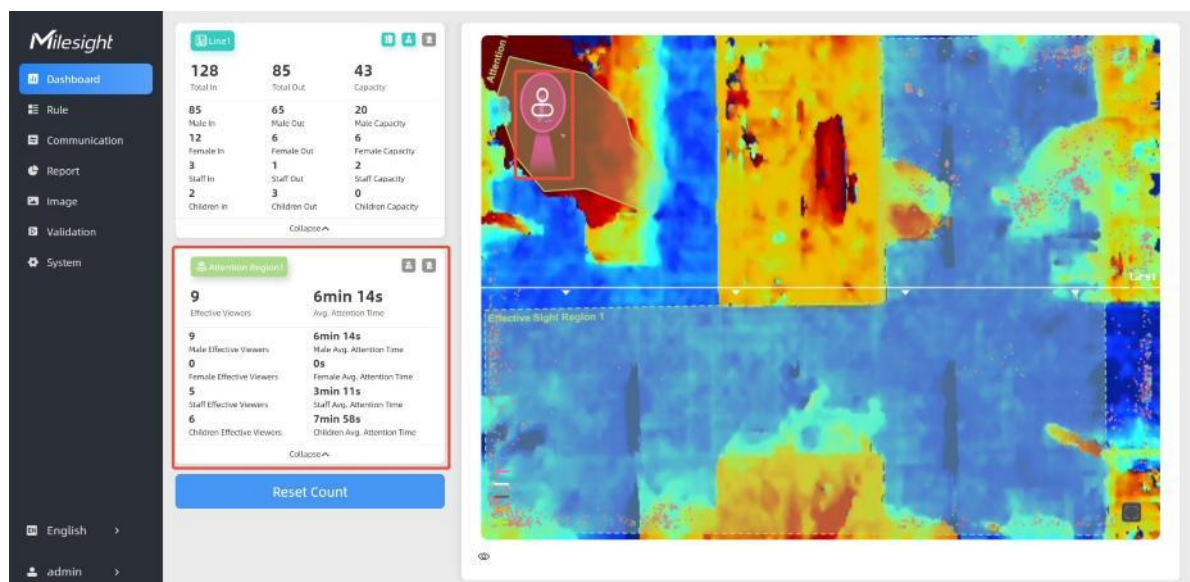 Milesight
Dashboard
Rule
Communication
Report
Image
Validation
System
English
admin
Line1
128 85 43
Total In Total Out Capacity
85 65 20
Male In Male Out Male Capacity
12 6 6
Female In Female Out Female Capacity
3 1 2
Staff In Staff Out Staff Capacity
2 3 0
Children In Children Out Children Capacity
Collapse
Attention Region1
9 6min 14s
Effective Viewers Avg. Attention Time
9 6min 14s
Male Effective Viewers Male Avg. Attention Time
0 0s
Female Effective Viewers Female Avg. Attention Time
5 3min 11s
Staff Effective Viewers Staff Avg. Attention Time
6 7min 58s
Children Effective Viewers Children Avg. Attention Time
Collapse
Reset Count
Attention
Line1
Effective Sight Region 1